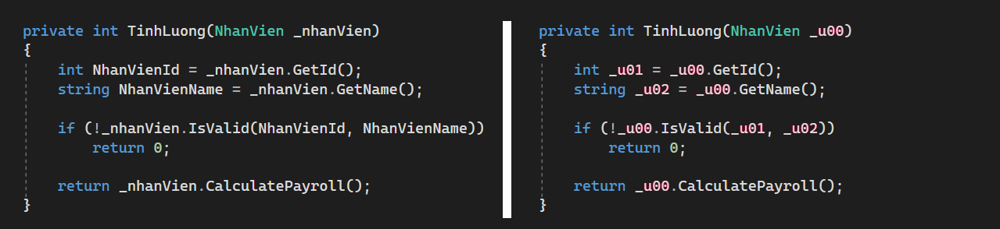 private int TinhLuong(NhanVien _nhanVien)
{
    int NhanVienId = _nhanVien.GetId();
    string NhanVienName = _nhanVien.GetName();
    if (!_nhanVien.IsValid(NhanVienId, NhanVienName))
        return 0;
    return _nhanVien.CalculatePayroll();
}
private int TinhLuong(NhanVien _u00)
{
    int _u01 = _u00.GetId();
    string _u02 = _u00.GetName();
    if (!_u00.IsValid(_u01, _u02))
        return 0;
    return _u00.CalculatePayroll();
}